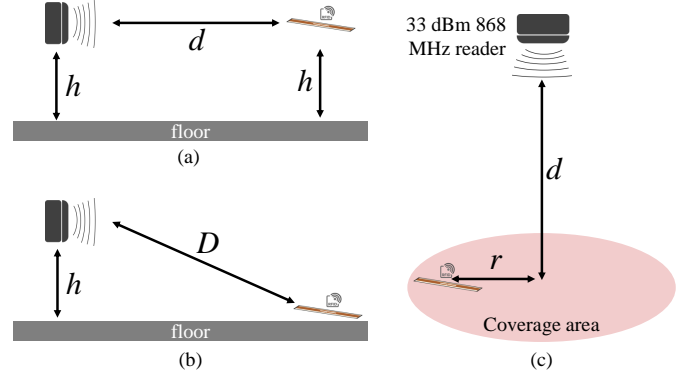 d
h
h
floor
(a)
D
h
floor
(b)
33 dBm 868
MHz reader
d
r
Coverage area
(c)